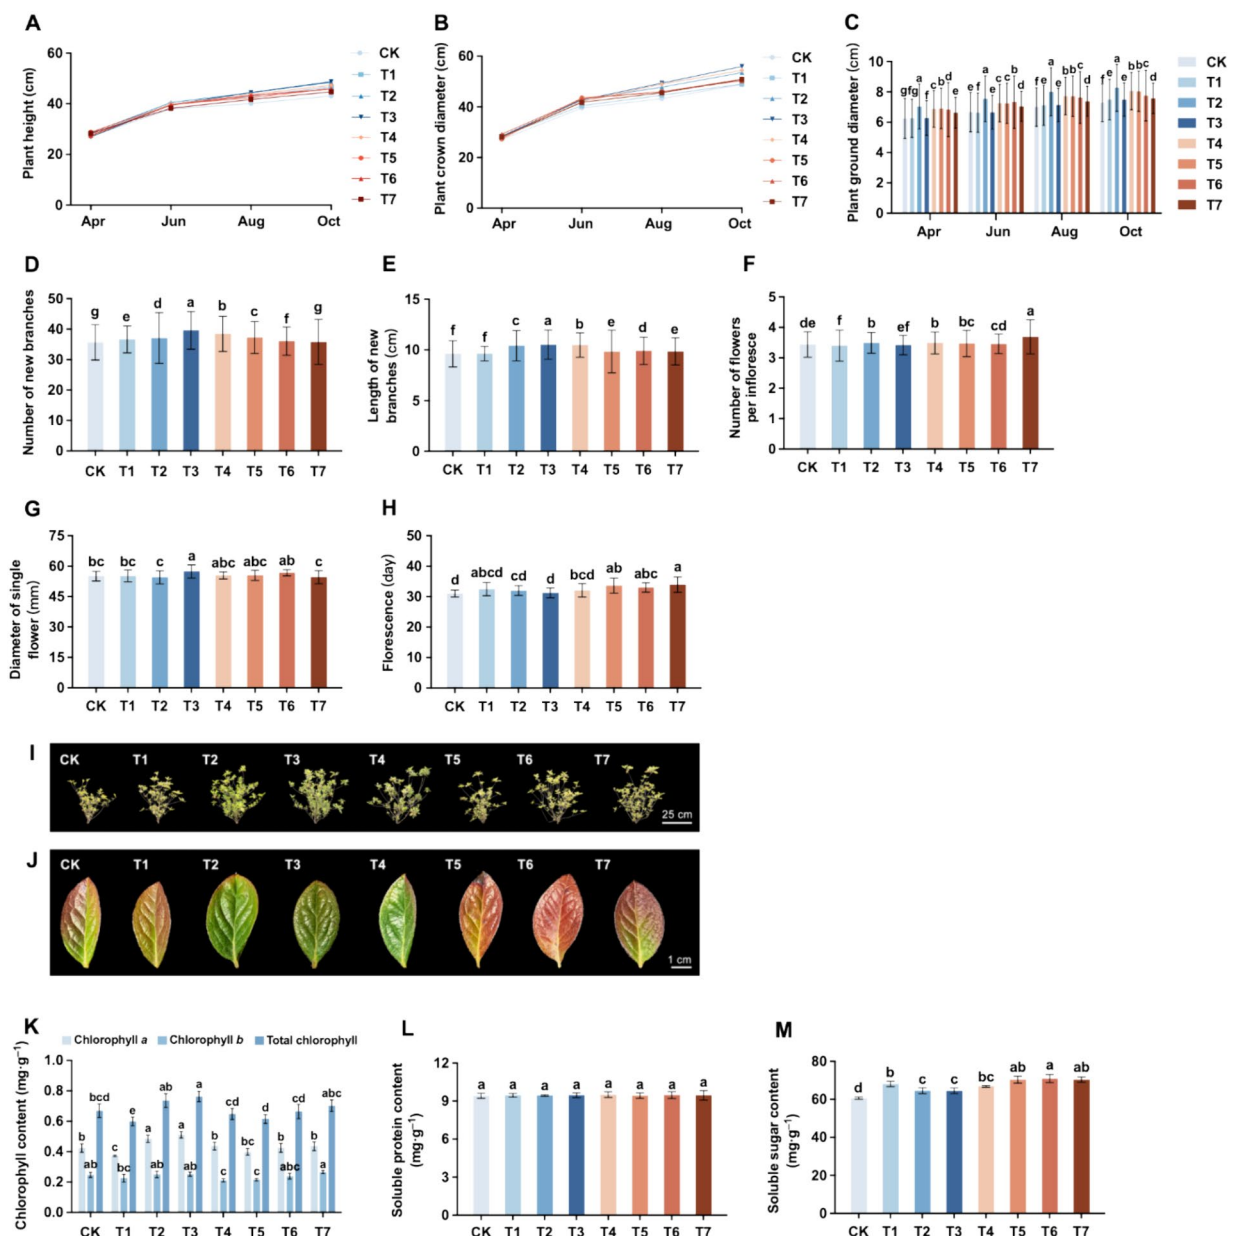 A
Plant height (cm)
60
40
20
0
Apr
Jun
Aug
Oct
CK
T1
T2
T3
T4
T5
T6
T7
B
Plant crown diameter (cm)
60
40
20
0
Apr
Jun
Aug
Oct
CK
T1
T2
T3
T4
T5
T6
T7
C
Plant ground diameter (cm)
10
8
6
4
2
0
g f g a f c b d e
e f a f c c b d
f e a e b b c d
f e a e b b c d
Apr
Jun
Aug
Oct
CK
T1
T2
T3
T4
T5
T6
T7
D
Number of new branches
50
40
30
20
10
0
g e d a b c f g
CK T1 T2 T3 T4 T5 T6 T7
E
Length of new
branches (cm)
15
10
5
0
f f c a b e d e
CK T1 T2 T3 T4 T5 T6 T7
F
Number of flowers
per infloresce
5
4
3
2
1
0
de f b ef b bc cd a
CK T1 T2 T3 T4 T5 T6 T7
G
Diameter of single
flower (mm)
75
60
45
30
15
0
bc bc c a abc abc ab c
CK T1 T2 T3 T4 T5 T6 T7
H
Florescence (day)
50
40
30
20
10
0
d abcd cd d bcd ab abc a
CK T1 T2 T3 T4 T5 T6 T7
I
CK T1 T2 T3 T4 T5 T6 T7
25 cm
J
CK T1 T2 T3 T4 T5 T6 T7
1 cm
K
Chlorophyll a Chlorophyll b Total chlorophyll
Chlorophyll content (mg·g⁻¹)
1.0
0.8
0.6
0.4
0.2
0.0
b ab bcd
c bc e
a ab ab
a ab a
b c cd
bc c d
b abc cd
b a abc
CK T1 T2 T3 T4 T5 T6 T7
L
Soluble protein content
(mg·g⁻¹)
12
9
6
3
0
a a a a a a a a
CK T1 T2 T3 T4 T5 T6 T7
M
Soluble sugar content
(mg·g⁻¹)
80
60
40
20
0
d b c c bc ab a ab
CK T1 T2 T3 T4 T5 T6 T7